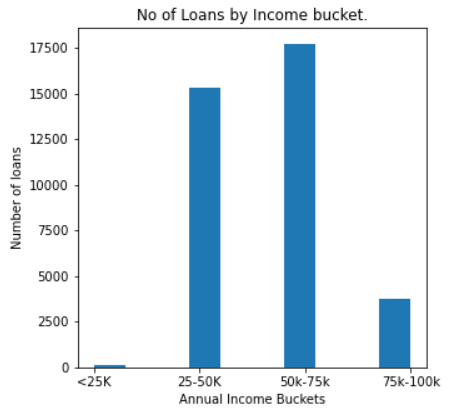 No of Loans by Income bucket.
17500
15000
12500
10000
7500
5000
2500
0
Number of loans
<25K
25-50K
50k-75k
75k-100k
Annual Income Buckets